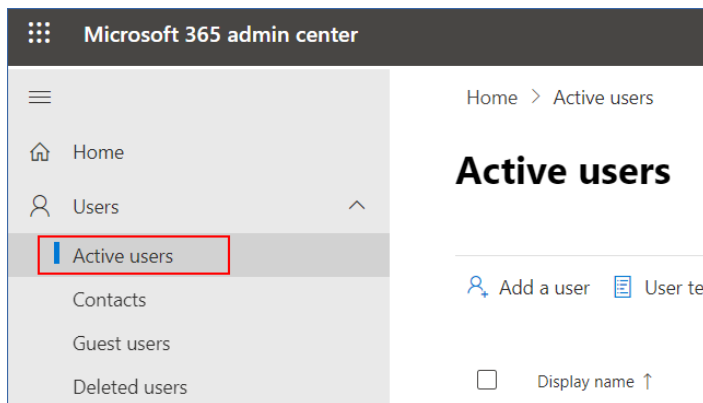 Microsoft 365 admin center
Home > Active users
Home
Active users
Users
Active users
Contacts
Add a user User te
Guest users
Deleted users
Display name ↑